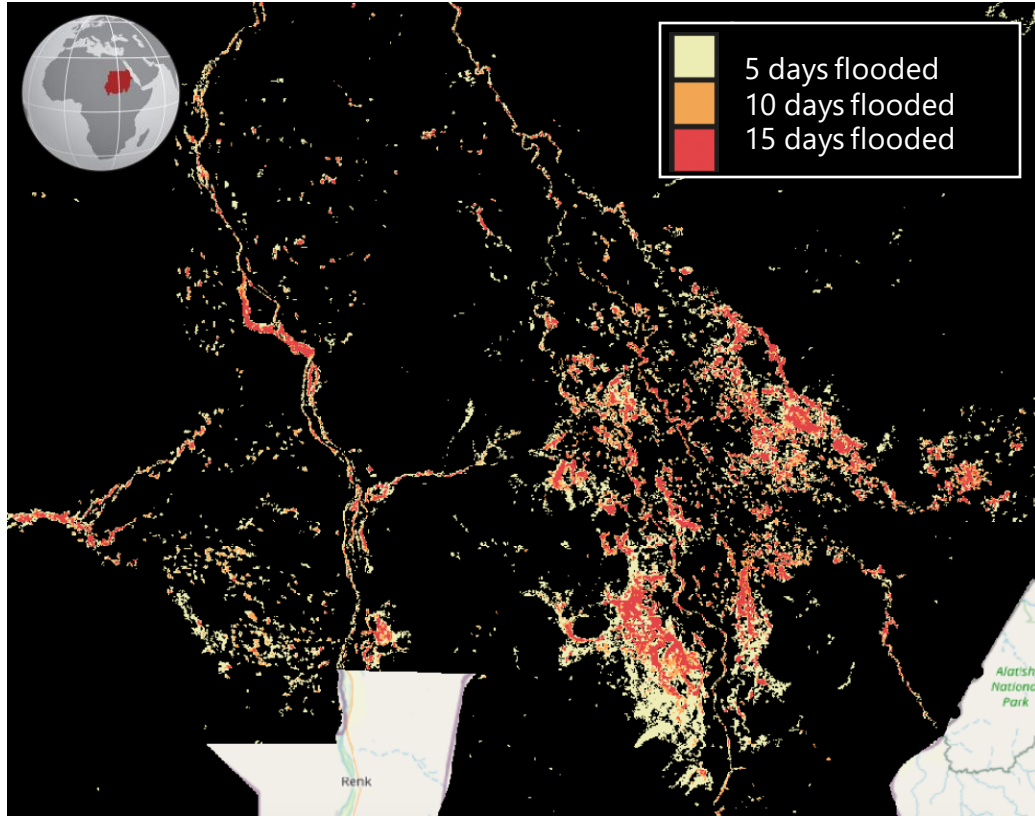 5 days flooded
10 days flooded
15 days flooded
Alatish
National
Park
Renk